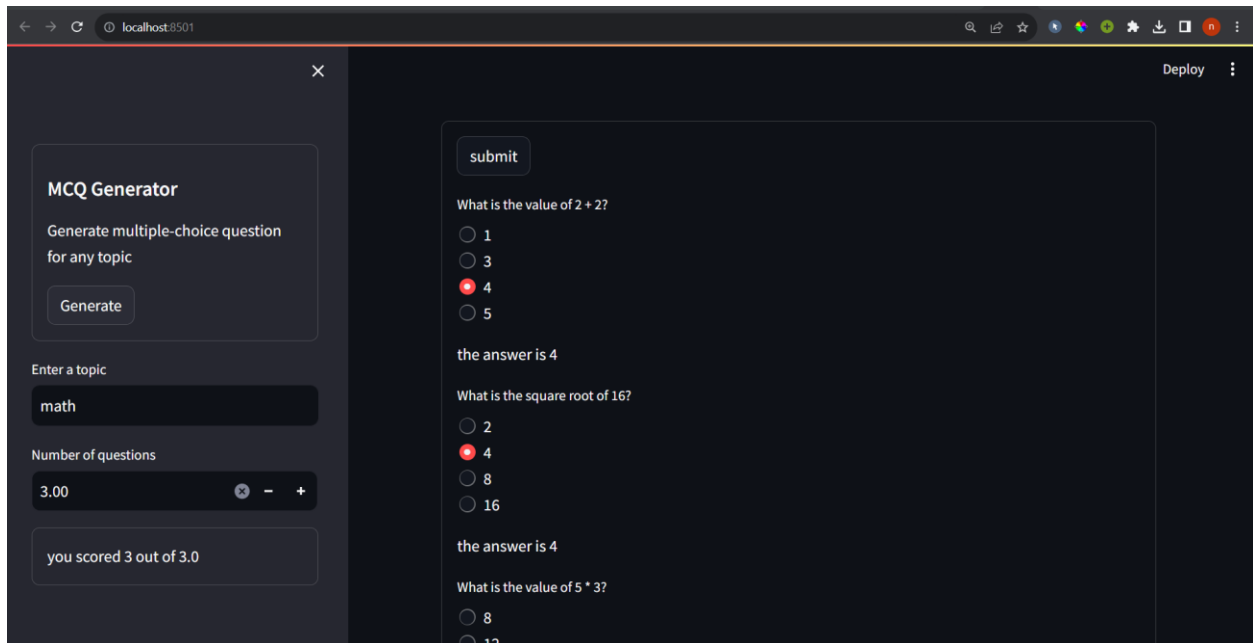 localhost:8501
n
Deploy
MCQ Generator
Generate multiple-choice question
for any topic
Generate
Enter a topic
math
Number of questions
3.00
you scored 3 out of 3.0
submit
What is the value of 2 + 2?
1
3
4
5
the answer is 4
What is the square root of 16?
2
4
8
16
the answer is 4
What is the value of 5 * 3?
8